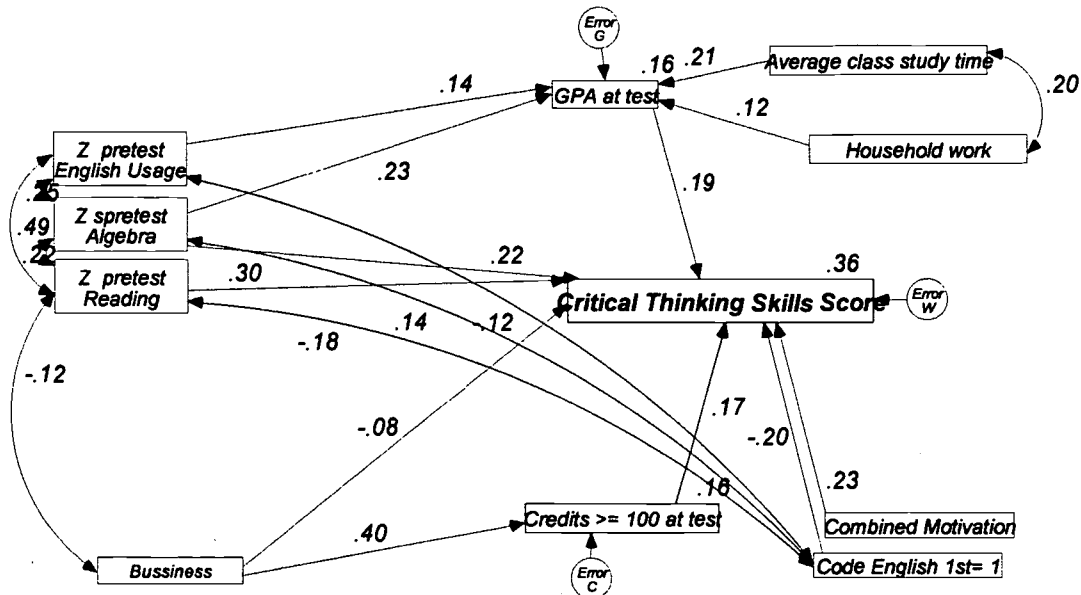 Error
G
.16 .21
Average class study time
.14
GPA at test
.20
.12
Z pretest
English Usage
Household work
.23
.19
Z spretest
Algebra
.49
.22
.22
.36
Z pretest
Reading
.30
Critical Thinking Skills Score
Error
W
.14
-.12
-.18
-.12
.17
-.08
-.20
.16
.23
Credits >= 100 at test
Combined Motivation
.40
Code English 1st= 1
Bussiness
Error
C